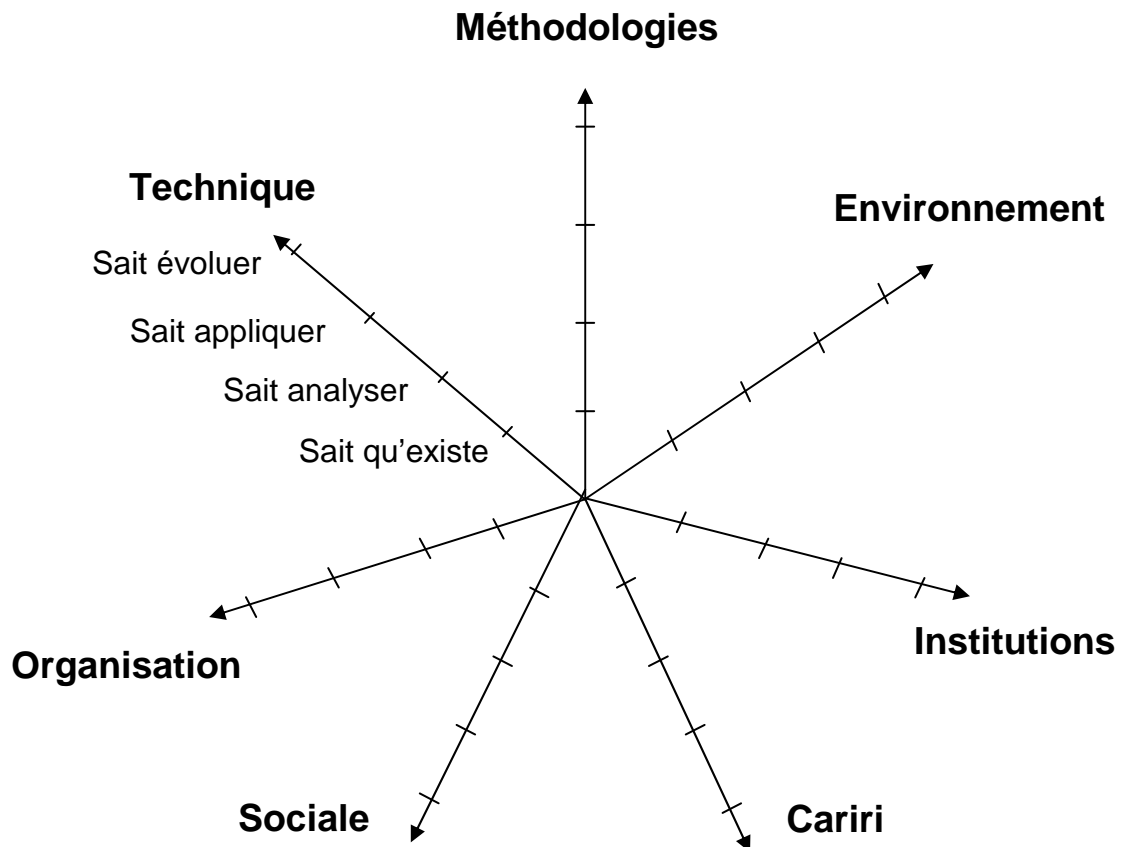 Méthodologies
Technique
Environnement
Sait évoluer
Sait appliquer
Sait analyser
Sait qu’existe
Institutions
Organisation
Sociale
Cariri